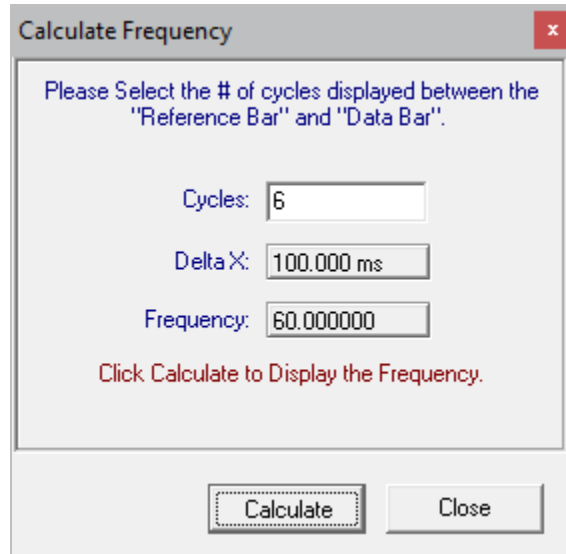 Calculate Frequency
x
Please Select the # of cycles displayed between the
"Reference Bar" and "Data Bar".
Cycles: 6
Delta X: 100.000 ms
Frequency: 60.000000
Click Calculate to Display the Frequency.
Calculate Close